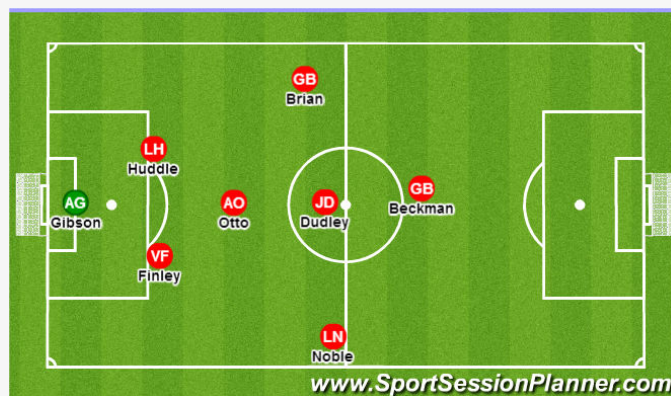 GB
Brian
LH
Huddle
AG
Gibson
AO
Otto
JD
Dudley
GB
Beckman
VF
Finley
LN
Noble
www.SportSessionPlanner.com